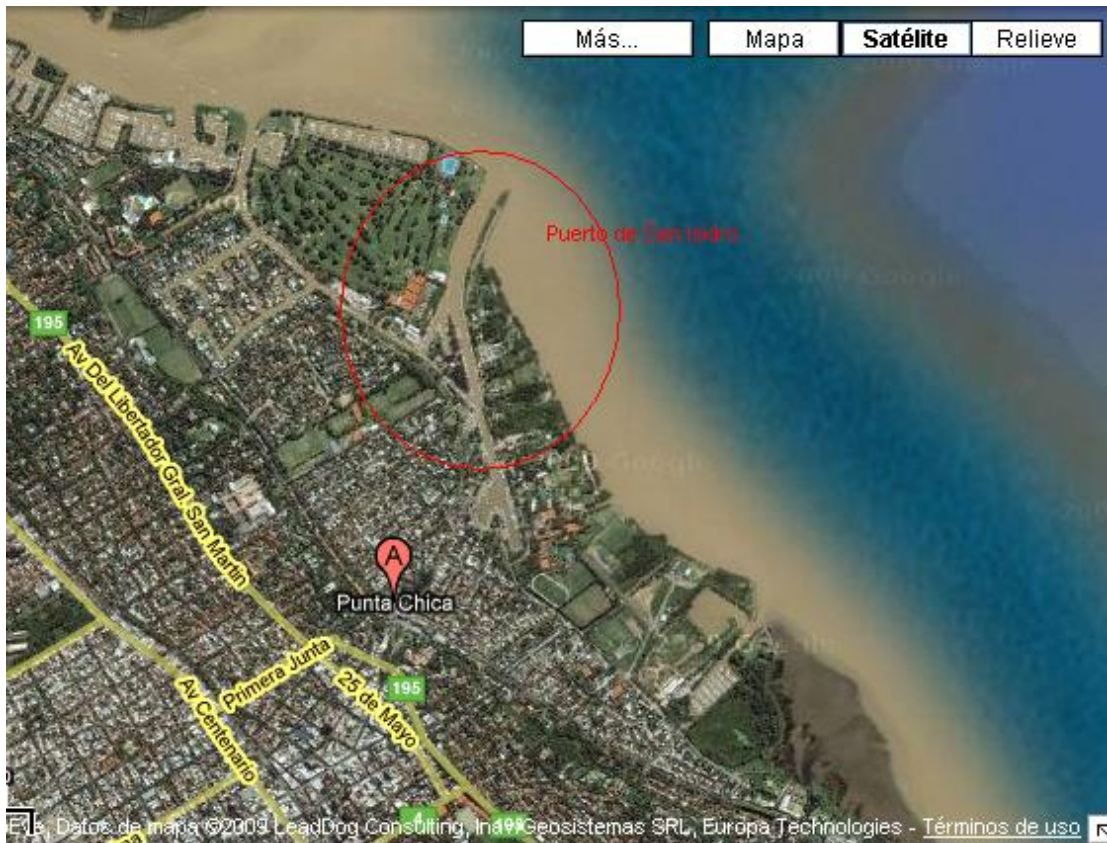 Más...
Mapa
Satélite
Relieve
Puerto de San Isidro
195
Av Del Libertador Gral. San Martin
A
Punta Chica
Primera Junta
195
25 de Mayo
Av Centenario
4
Datos de mapa ©2009 LeadDog Consulting, Inav/Geosistemas SRL, Europa Technologies - Términos de uso